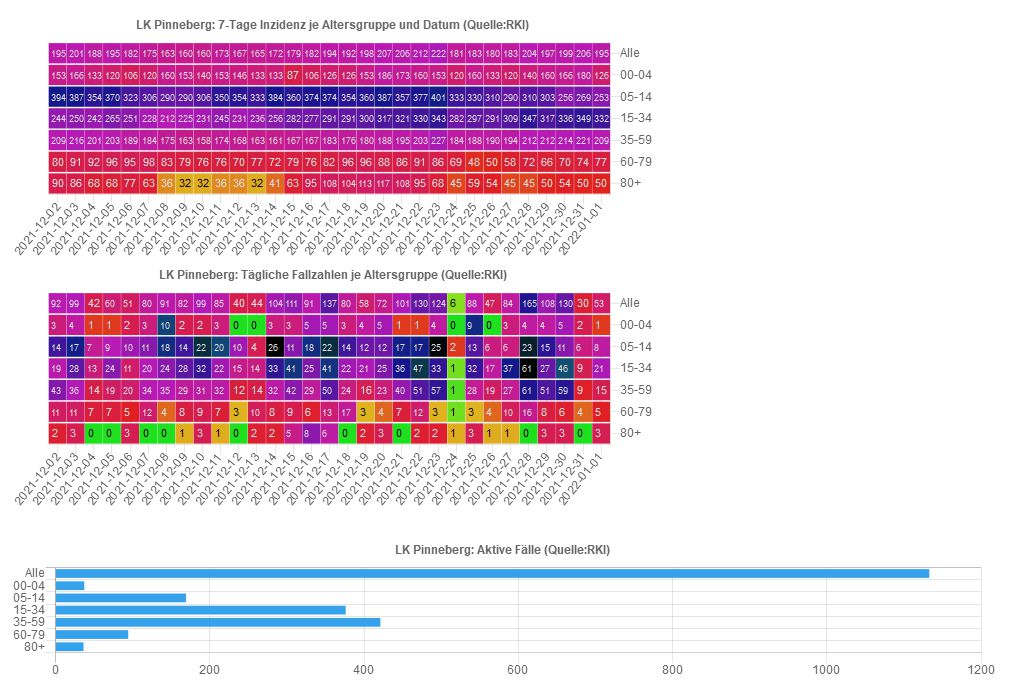 LK Pinneberg: 7-Tage Inzidenz je Altersgruppe und Datum (Quelle:RKI)
195 201 188 195 182 175 163 160 160 173 167 165 172 179 182 194 192 198 207 206 212 222 181 183 180 183 204 197 199 206 195 Alle
153 166 133 120 106 120 160 153 140 153 146 133 133 87 106 126 126 153 186 173 160 153 120 160 133 120 140 160 166 180 126 00-04
394 387 354 370 323 306 290 290 306 350 354 333 384 360 374 374 354 360 387 357 377 401 333 330 310 290 310 303 256 269 253 05-14
244 250 242 265 251 228 212 225 231 245 231 236 256 282 277 291 291 300 317 321 330 343 282 297 291 309 347 317 336 349 332 15-34
209 216 201 203 189 184 175 163 158 174 168 163 161 167 167 183 176 180 188 195 203 227 184 188 190 194 212 212 214 221 209 35-59
80 91 92 96 95 98 83 79 76 76 70 77 72 79 76 82 96 96 88 86 91 86 69 48 50 58 72 66 70 74 77 60-79
90 86 68 68 77 63 36 32 32 36 36 32 41 63 95 108 104 113 117 108 95 68 45 59 54 45 45 50 54 50 50 80+
2021-12-02 2021-12-03 2021-12-04 2021-12-05 2021-12-06 2021-12-07 2021-12-08 2021-12-09 2021-12-10 2021-12-11 2021-12-12 2021-12-13 2021-12-14 2021-12-15 2021-12-16 2021-12-17 2021-12-18 2021-12-19 2021-12-20 2021-12-21 2021-12-22 2021-12-23 2021-12-24 2021-12-25 2021-12-26 2021-12-27 2021-12-28 2021-12-29 2021-12-30 2021-12-31 2022-01-01
LK Pinneberg: Tägliche Fallzahlen je Altersgruppe (Quelle:RKI)
92 99 42 60 51 80 91 82 99 85 40 44 104 111 91 137 80 58 72 101 130 124 6 88 47 84 165 108 130 30 53 Alle
3 4 1 1 2 3 10 2 2 3 0 0 3 3 5 5 3 4 5 1 1 4 0 9 0 3 4 4 5 2 1 00-04
14 17 7 9 10 11 18 14 22 20 10 4 26 11 18 22 14 12 12 17 17 25 2 13 6 6 23 15 11 6 8 05-14
19 28 13 24 11 20 24 28 32 22 15 14 33 41 25 41 22 21 25 36 47 33 1 32 17 37 61 27 46 9 21 15-34
43 36 14 19 20 34 35 29 31 32 12 14 32 42 29 50 24 16 23 40 51 57 1 28 19 27 61 51 59 9 15 35-59
11 11 7 7 5 12 4 8 9 7 3 10 8 9 6 13 17 3 4 7 12 3 1 3 4 10 16 8 6 4 5 60-79
2 3 0 0 3 0 0 1 3 1 0 2 2 5 8 6 0 2 3 0 2 2 1 3 1 1 0 3 3 0 3 80+
2021-12-02 2021-12-03 2021-12-04 2021-12-05 2021-12-06 2021-12-07 2021-12-08 2021-12-09 2021-12-10 2021-12-11 2021-12-12 2021-12-13 2021-12-14 2021-12-15 2021-12-16 2021-12-17 2021-12-18 2021-12-19 2021-12-20 2021-12-21 2021-12-22 2021-12-23 2021-12-24 2021-12-25 2021-12-26 2021-12-27 2021-12-28 2021-12-29 2021-12-30 2021-12-31 2022-01-01
LK Pinneberg: Aktive Fälle (Quelle:RKI)
Alle
00-04
05-14
15-34
35-59
60-79
80+
0 200 400 600 800 1000 1200